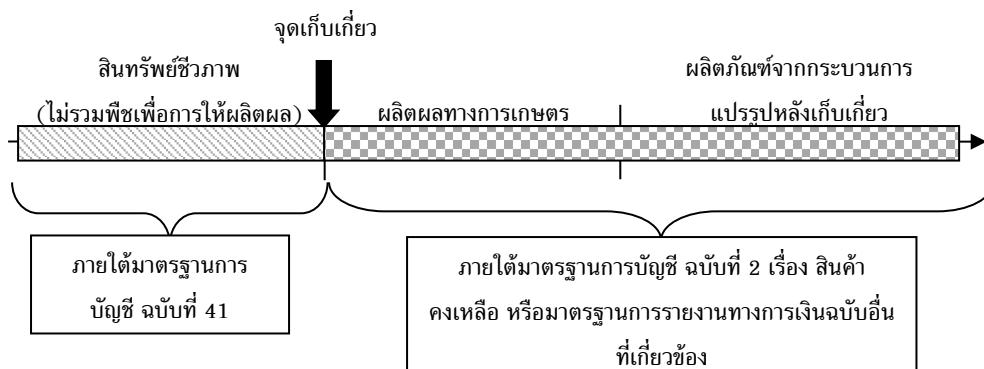 จุดเก็บเกี่ยว
สินทรัพย์ชีวภาพ
(ไม่รวมพืชเพื่อการให้ผลิตผล)
ผลิตผลทางการเกษตร
ผลิตภัณฑ์จากกระบวนการ
แปรรูปหลังเก็บเกี่ยว
ภายใต้มาตรฐานการ
บัญชี ฉบับที่ 41
ภายใต้มาตรฐานการบัญชี ฉบับที่ 2 เรื่อง สินค้า
คงเหลือ หรือมาตรฐานการรายงานทางการเงินฉบับอื่น
ที่เกี่ยวข้อง